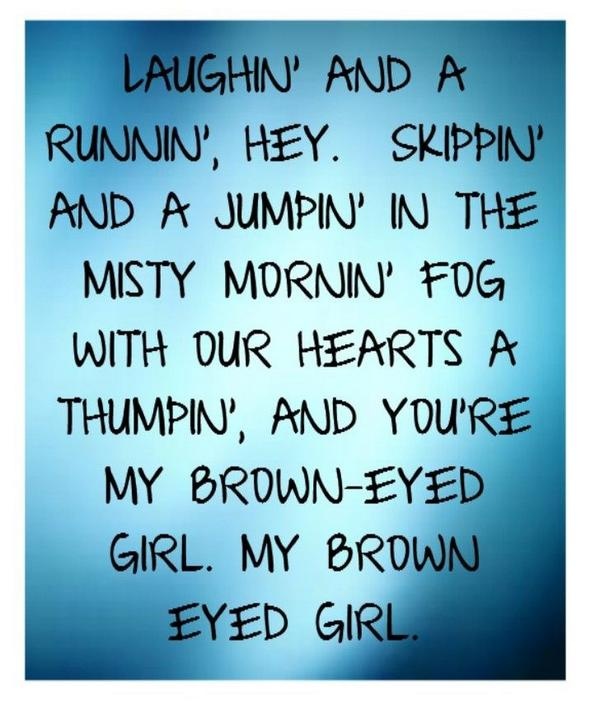 LAUGHIN' AND A
RUNNIN', HEY. SKIPPIN'
AND A JUMPIN' IN THE
MISTY MORNIN' FOG
WITH OUR HEARTS A
THUMPIN', AND YOU'RE
MY BROWN-EYED
GIRL. MY BROWN
EYED GIRL.